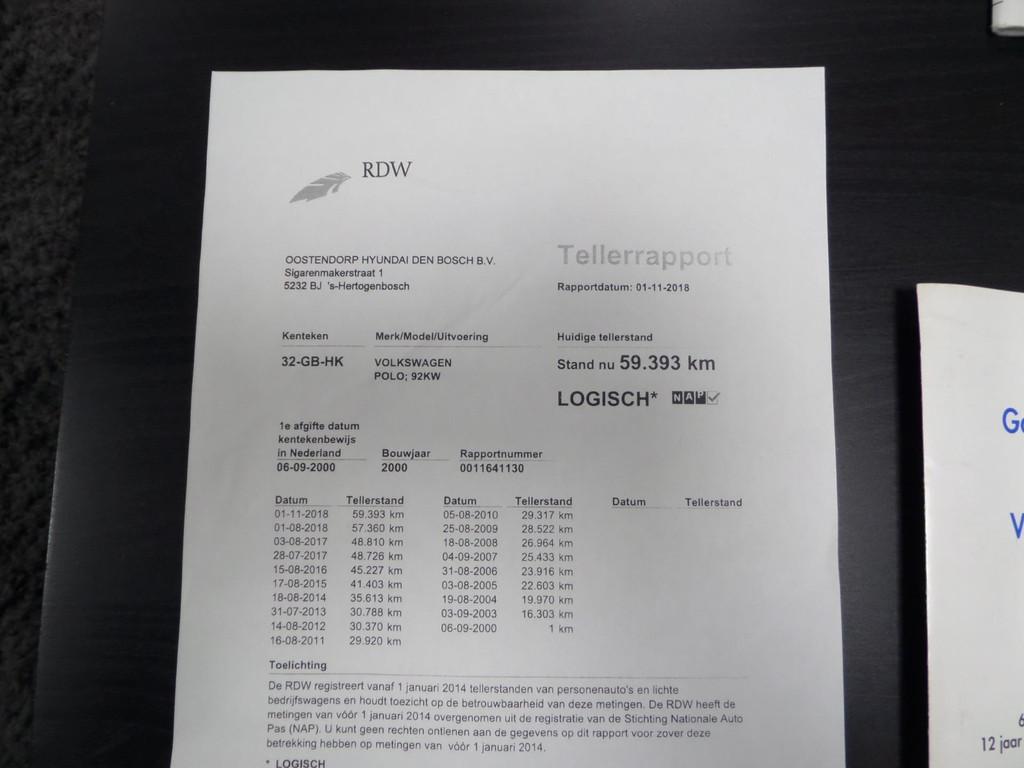 RDW
OOSTENDORP HYUNDAI DEN BOSCH B.V.
Sigarenmakerstraat 1
5232 BJ 's-Hertogenbosch
Tellerrapport
Rapportdatum: 01-11-2018
Kenteken Merk/Model/Uitvoering Huidige tellerstand
32-GB-HK VOLKSWAGEN Stand nu 59.393 km
POLO; 92KW
LOGISCH* NAP
1e afgifte datum
kentekenbewijs
in Nederland Bouwjaar Rapportnummer
06-09-2000 2000 0011641130
Datum Tellerstand Datum Tellerstand Datum Tellerstand
01-11-2018 59.393 km 05-08-2010 29.317 km
01-08-2018 57.360 km 25-08-2009 28.522 km
03-08-2017 48.810 km 18-08-2008 26.964 km
28-07-2017 48.726 km 04-09-2007 25.433 km
15-08-2016 45.227 km 31-08-2006 23.916 km
17-08-2015 41.403 km 03-08-2005 22.603 km
18-08-2014 35.613 km 19-08-2004 19.970 km
31-07-2013 30.788 km 03-09-2003 16.303 km
14-08-2012 30.370 km 06-09-2000 1 km
16-08-2011 29.920 km
Toelichting
De RDW registreert vanaf 1 januari 2014 tellerstanden van personenauto's en lichte
bedrijfswagens en houdt toezicht op de betrouwbaarheid van deze metingen. De RDW heeft de
metingen van vóór 1 januari 2014 overgenomen uit de registratie van de Stichting Nationale Auto
Pas (NAP). U kunt geen rechten ontlenen aan de gegevens op dit rapport voor zover deze
betrekking hebben op metingen van vóór 1 januari 2014.
* LOGISCH
G
V
6
12 jaar